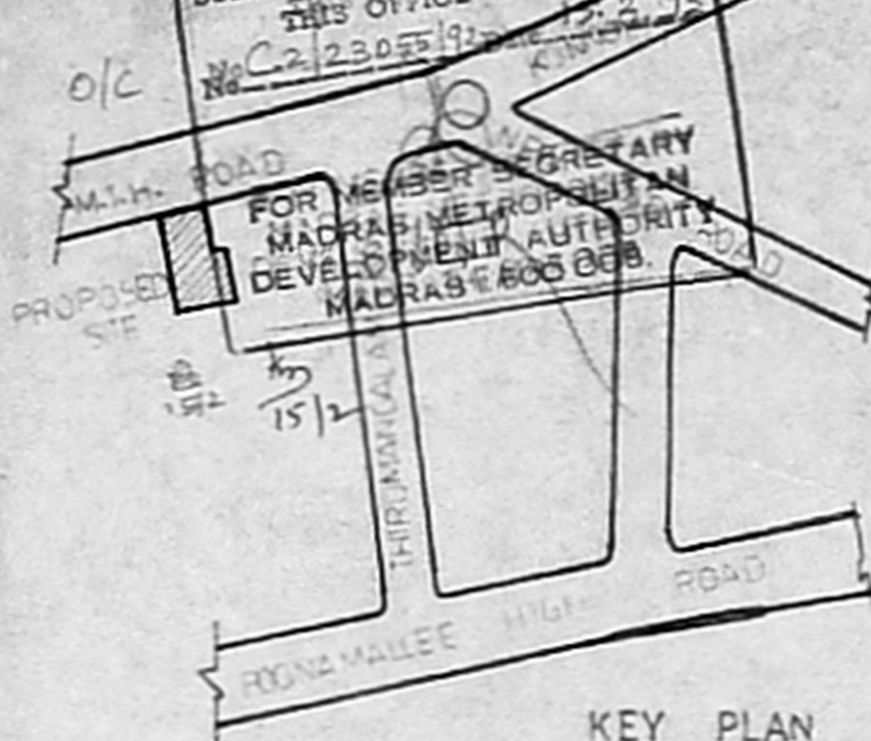 THIS OFFICE
No. C.2/23055/92
O/C
M.T.H. ROAD
FOR MEMBER SECRETARY
MADRAS METROPOLITAN
DEVELOPMENT AUTHORITY
MADRAS-600 008.
ROAD
PROPOSED
SITE
15/2
THIRUMANGALAM
POONAMALLEE HIGH ROAD
KEY PLAN